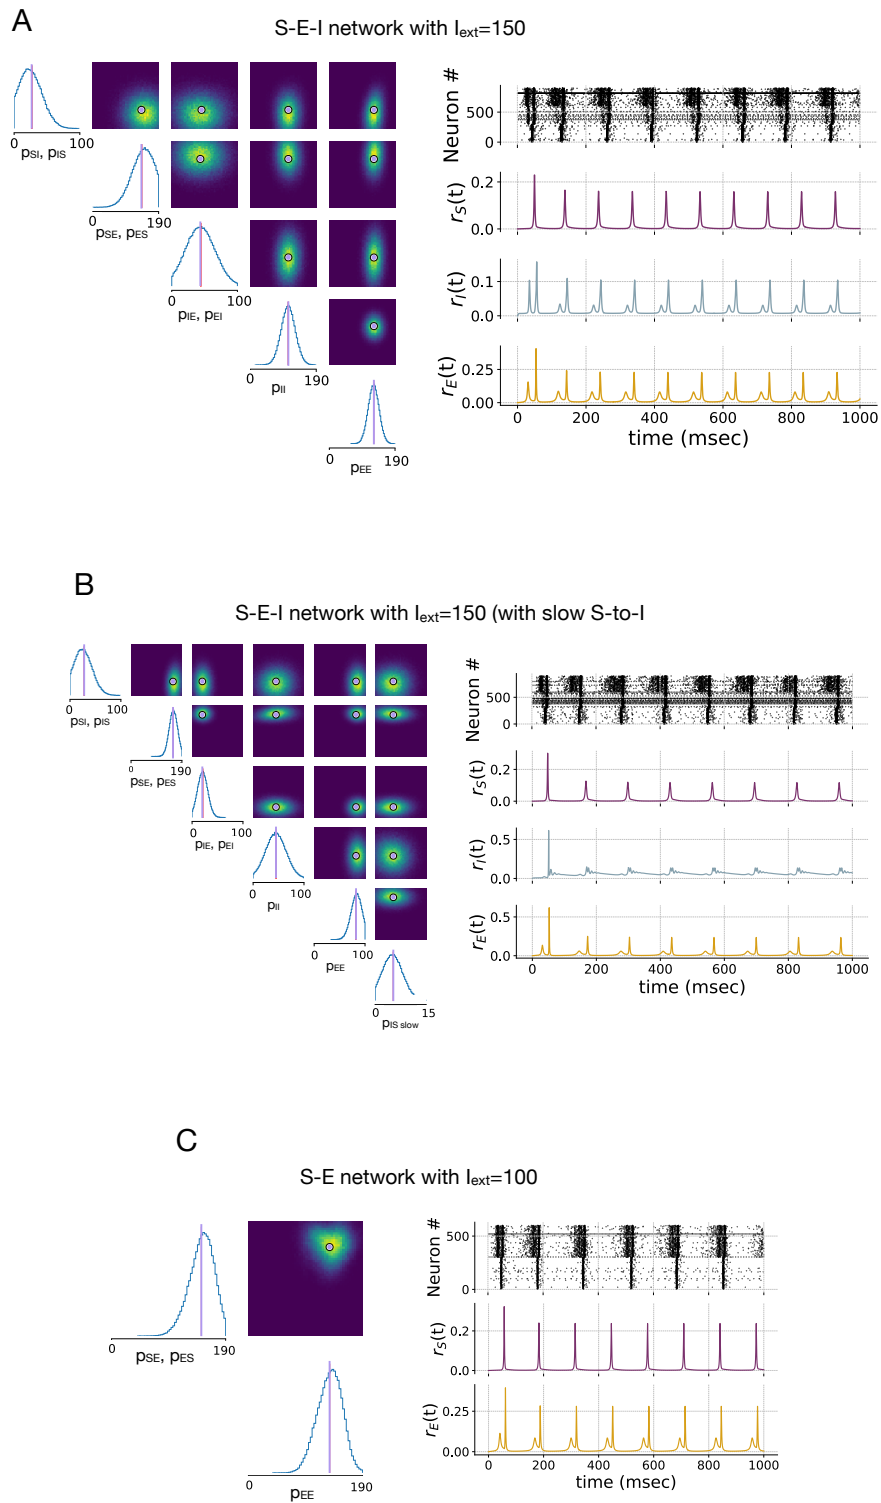 A
S-E-I network with Iext=150
0 100
pSI, pIS
0 190
pSE, pES
0 100
pIE, pEI
0 190
pII
0 190
pEE
Neuron #
500
0
rS(t)
0.2
0.0
rI(t)
0.1
0.0
rE(t)
0.25
0.00
0 200 400 600 800 1000
time (msec)
B
S-E-I network with Iext=150 (with slow S-to-I
0 100
pSI, pIS
0 190
pSE, pES
0 100
pIE, pEI
0 100
pII
0 100
pEE
0 15
pIS slow
Neuron #
500
0
rS(t)
0.2
0.0
rI(t)
0.5
0.0
rE(t)
0.5
0.0
0 200 400 600 800 1000
time (msec)
C
S-E network with Iext=100
0 190
pSE, pES
0 190
pEE
Neuron #
500
0
rS(t)
0.2
0.0
rE(t)
0.25
0.00
0 200 400 600 800 1000
time (msec)